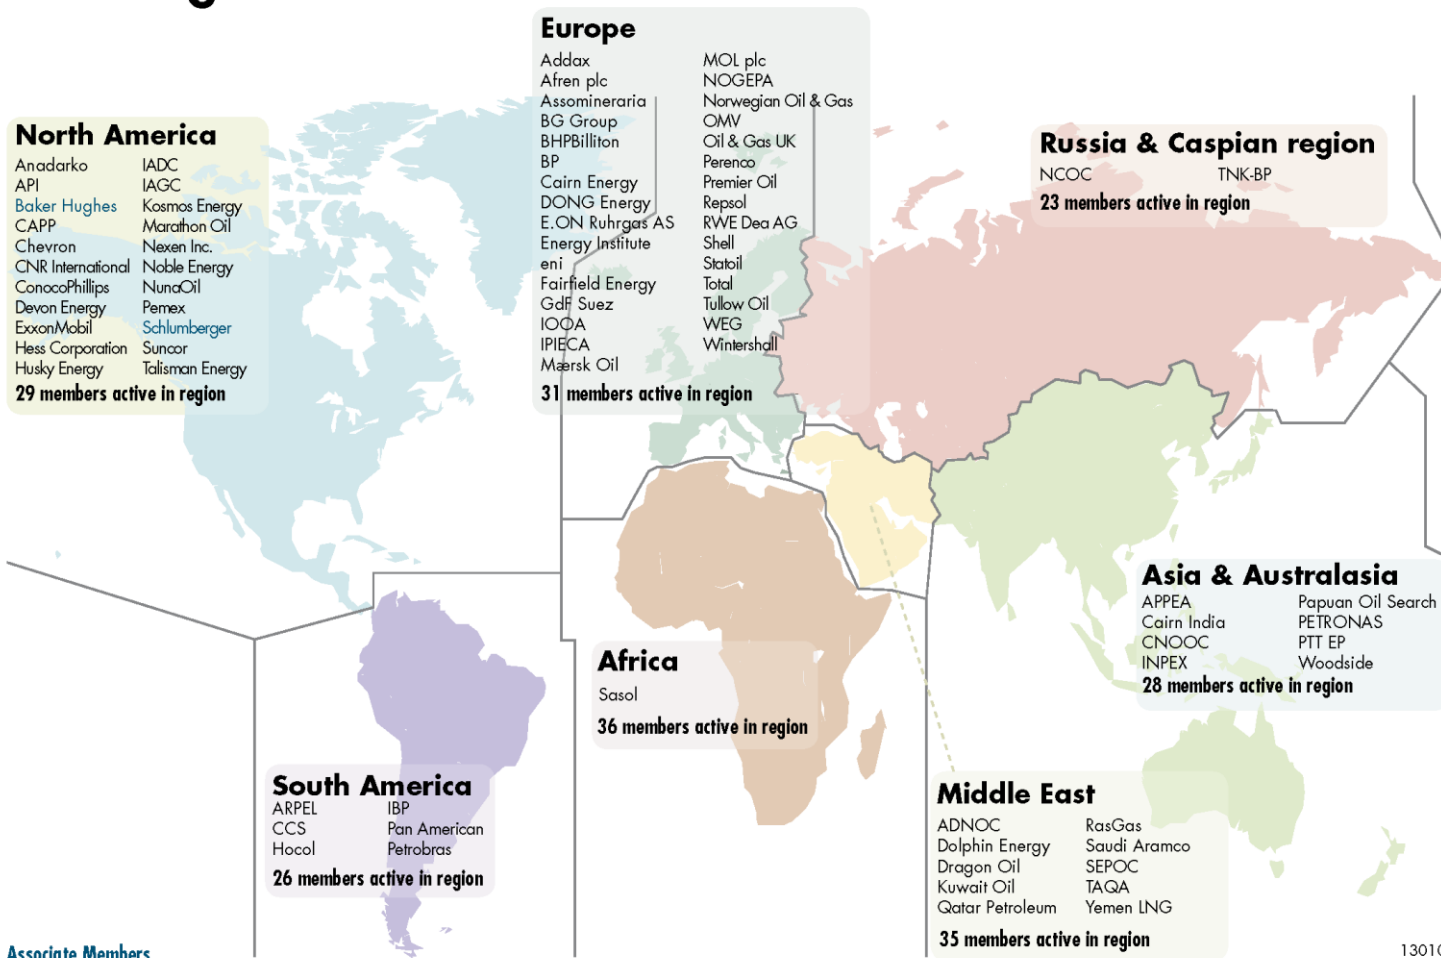 Europe
Addax
Afren plc
Assomineraria
BG Group
BHPBilliton
BP
Cairn Energy
DONG Energy
E.ON Ruhrgas AS
Energy Institute
eni
Fairfield Energy
GdF Suez
IOOA
IPIECA
Mærsk Oil
MOL plc
NOGEPA
Norwegian Oil & Gas
OMV
Oil & Gas UK
Perenco
Premier Oil
Repsol
RWE Dea AG
Shell
Statoil
Total
Tullow Oil
WEG
Wintershall
31 members active in region
North America
Anadarko
API
Baker Hughes
CAPP
Chevron
CNR International
ConocoPhillips
Devon Energy
ExxonMobil
Hess Corporation
Husky Energy
IADC
IAGC
Kosmos Energy
Marathon Oil
Nexen Inc.
Noble Energy
NunaOil
Pemex
Schlumberger
Suncor
Talisman Energy
29 members active in region
Russia & Caspian region
NCOC
TNK-BP
23 members active in region
Asia & Australasia
APPEA
Cairn India
CNOOC
INPEX
Papuan Oil Search
PETRONAS
PTT EP
Woodside
28 members active in region
Africa
Sasol
36 members active in region
South America
ARPEL
CCS
Hocol
IBP
Pan American
Petrobras
26 members active in region
Middle East
ADNOC
Dolphin Energy
Dragon Oil
Kuwait Oil
Qatar Petroleum
RasGas
Saudi Aramco
SEPOC
TAQA
Yemen LNG
35 members active in region
Associate Members